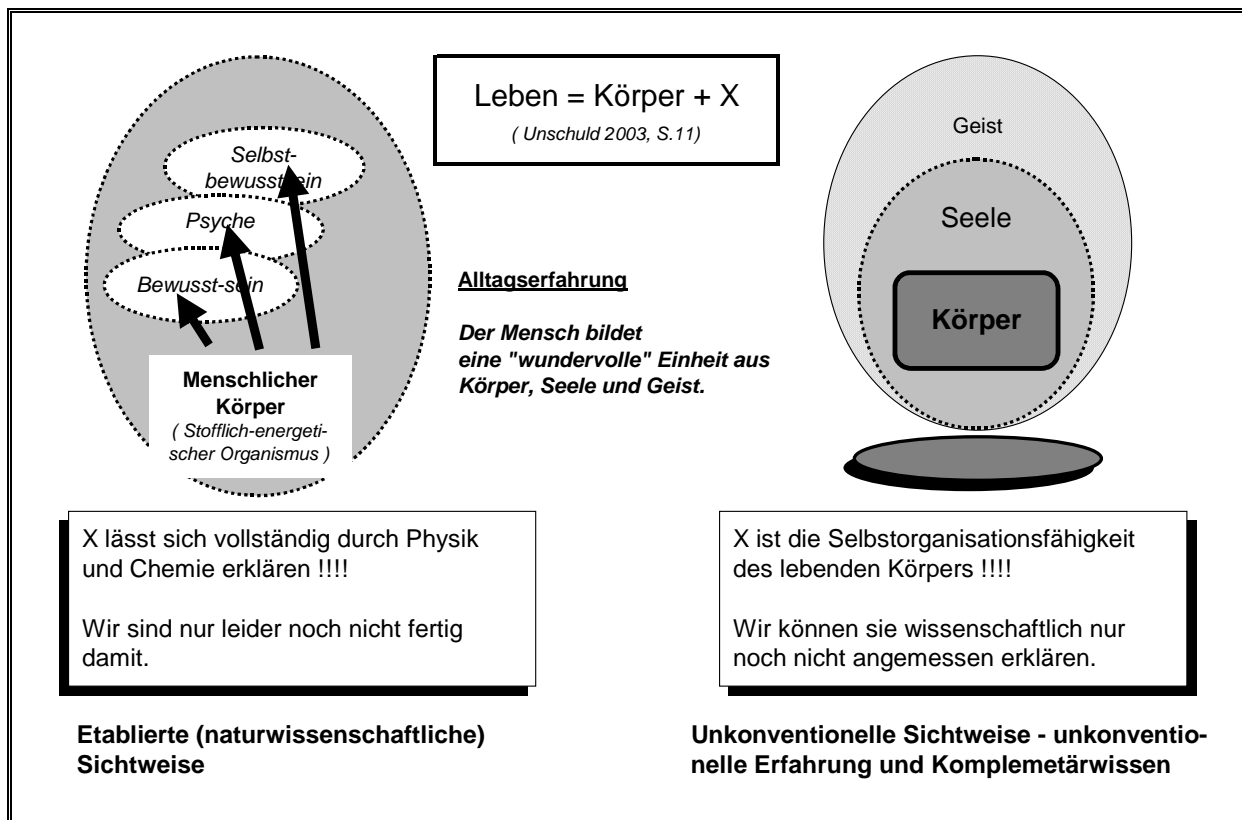 Leben = Körper + X
( Unschuld 2003, S.11)
Selbst-
bewusstsein
Psyche
Bewusst-sein
Menschlicher
Körper
( Stofflich-energeti-
scher Organismus )
Alltagserfahrung
Der Mensch bildet
eine "wundervolle" Einheit aus
Körper, Seele und Geist.
Geist
Seele
Körper
X lässt sich vollständig durch Physik
und Chemie erklären !!!!
Wir sind nur leider noch nicht fertig
damit.
X ist die Selbstorganisationsfähigkeit
des lebenden Körpers !!!!
Wir können sie wissenschaftlich nur
noch nicht angemessen erklären.
Etablierte (naturwissenschaftliche)
Sichtweise
Unkonventionelle Sichtweise - unkonventio-
nelle Erfahrung und Komplemetärwissen